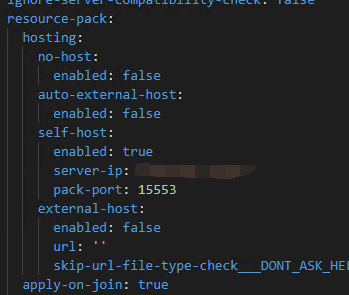 ignore-server-compatibility-check: false
resource-pack:
hosting:
no-host:
enabled: false
auto-external-host:
enabled: false
self-host:
enabled: true
server-ip:
pack-port: 15553
external-host:
enabled: false
url: ''
skip-url-file-type-check___DONT_ASK_HE
apply-on-join: true